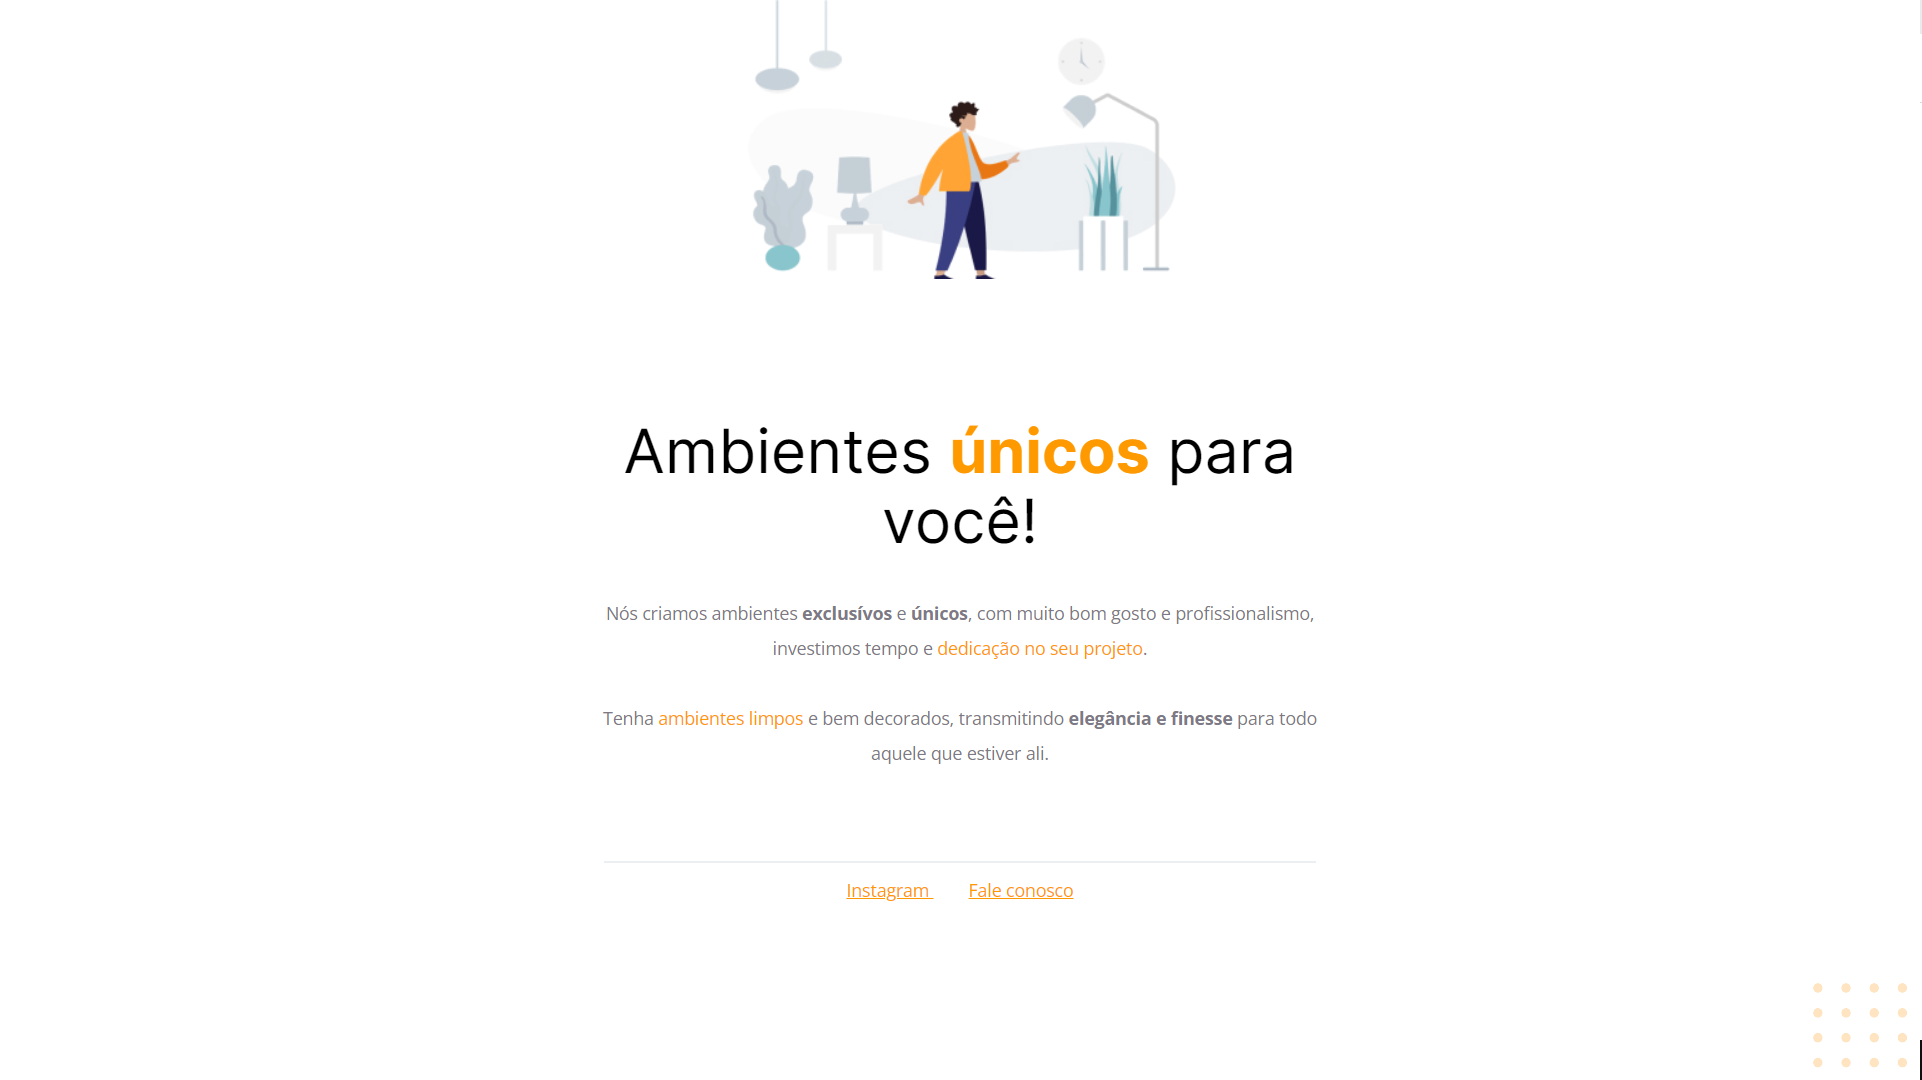 Ambientes únicos para
você!
Nós criamos ambientes exclusívos e únicos, com muito bom gosto e profissionalismo,
investimos tempo e dedicação no seu projeto.
Tenha ambientes limpos e bem decorados, transmitindo elegância e finesse para todo
aquele que estiver ali.
Instagram Fale conosco